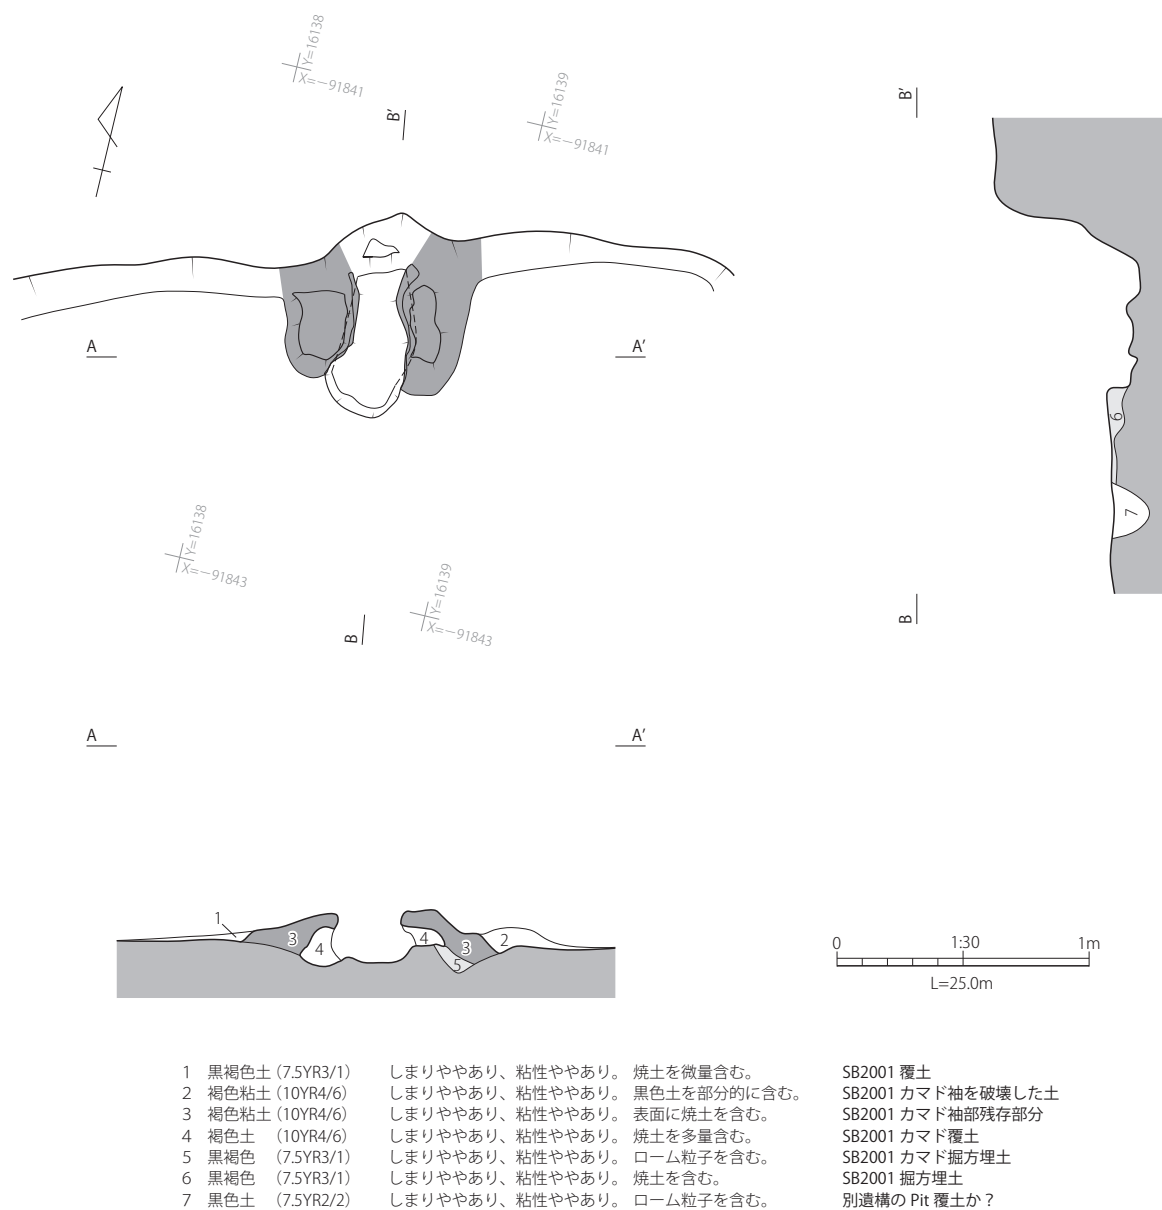 Y=16138
X=−91841
B′
Y=16139
X=−91841
A
A′
Y=16138
X=−91843
Y=16139
X=−91843
B
B′
6
7
B
A
A′
1
3
4
4
3
5
2
0
1:30
1m
L=25.0m
1 黒褐色土 (7.5YR3/1) しまりややあり、粘性ややあり。 焼土を微量含む。 SB2001 覆土
2 褐色粘土 (10YR4/6) しまりややあり、粘性ややあり。 黒色土を部分的に含む。 SB2001 カマド袖を破壊した土
3 褐色粘土 (10YR4/6) しまりややあり、粘性ややあり。 表面に焼土を含む。 SB2001 カマド袖部残存部分
4 褐色土 (10YR4/6) しまりややあり、粘性ややあり。 焼土を多量含む。 SB2001 カマド覆土
5 黒褐色 (7.5YR3/1) しまりややあり、粘性ややあり。 ローム粒子を含む。 SB2001 カマド掘方埋土
6 黒褐色 (7.5YR3/1) しまりややあり、粘性ややあり。 焼土を含む。 SB2001 掘方埋土
7 黒色土 (7.5YR2/2) しまりややあり、粘性ややあり。 ローム粒子を含む。 別遺構の Pit 覆土か？